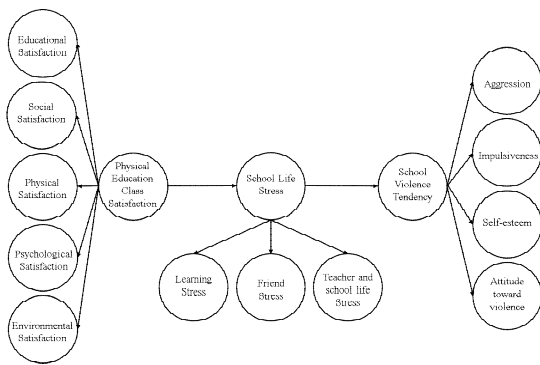 Educational
Satisfaction
Social
Satisfaction
Physical
Satisfaction
Psychological
Satisfaction
Environmental
Satisfaction
Physical
Education
Class
Satisfaction
School Life
Stress
Learning
Stress
Friend
Stress
Teacher and
school life
Stress
School
Violence
Tendency
Aggression
Impulsiveness
Self-esteem
Attitude
toward
violence